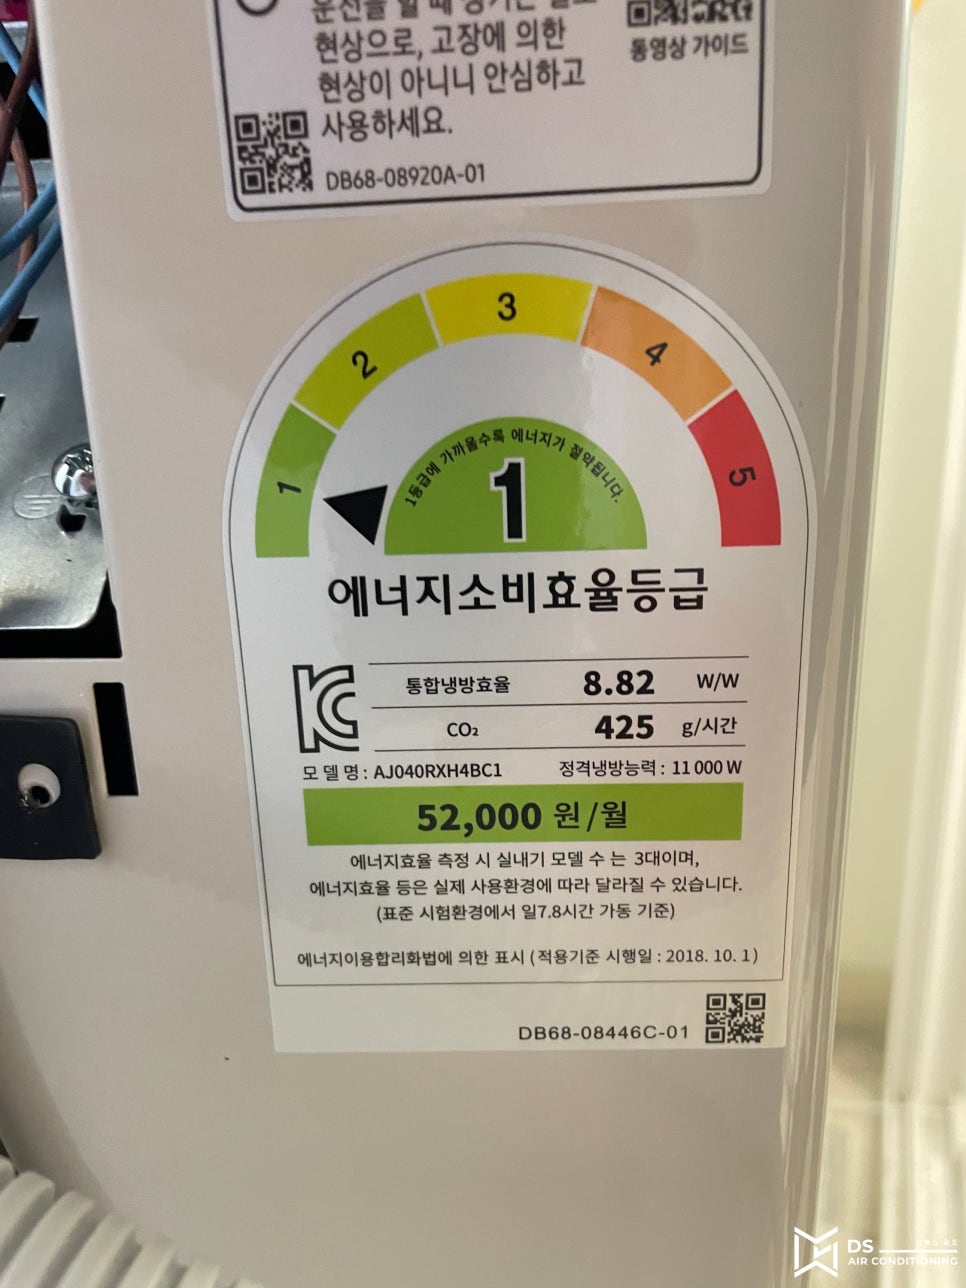 현상으로, 고장에 의한
현상이 아니니 안심하고
사용하세요.
동영상 가이드
DB68-08920A-01
1
2
3
4
5
1등급에 가까울수록 에너지가 절약됩니다.
1
에너지소비효율등급
통합냉방효율 8.82 W/W
CO₂ 425 g/시간
모델명 : AJ040RXH4BC1 정격냉방능력 : 11 000 W
52,000 원/월
에너지효율 측정 시 실내기 모델 수 는 3대이며,
에너지효율 등은 실제 사용환경에 따라 달라질 수 있습니다.
(표준 시험환경에서 일7.8시간 가동 기준)
에너지이용합리화법에 의한 표시 (적용기준 시행일 : 2018. 10. 1)
DB68-08446C-01
DS
AIR CONDITIONING